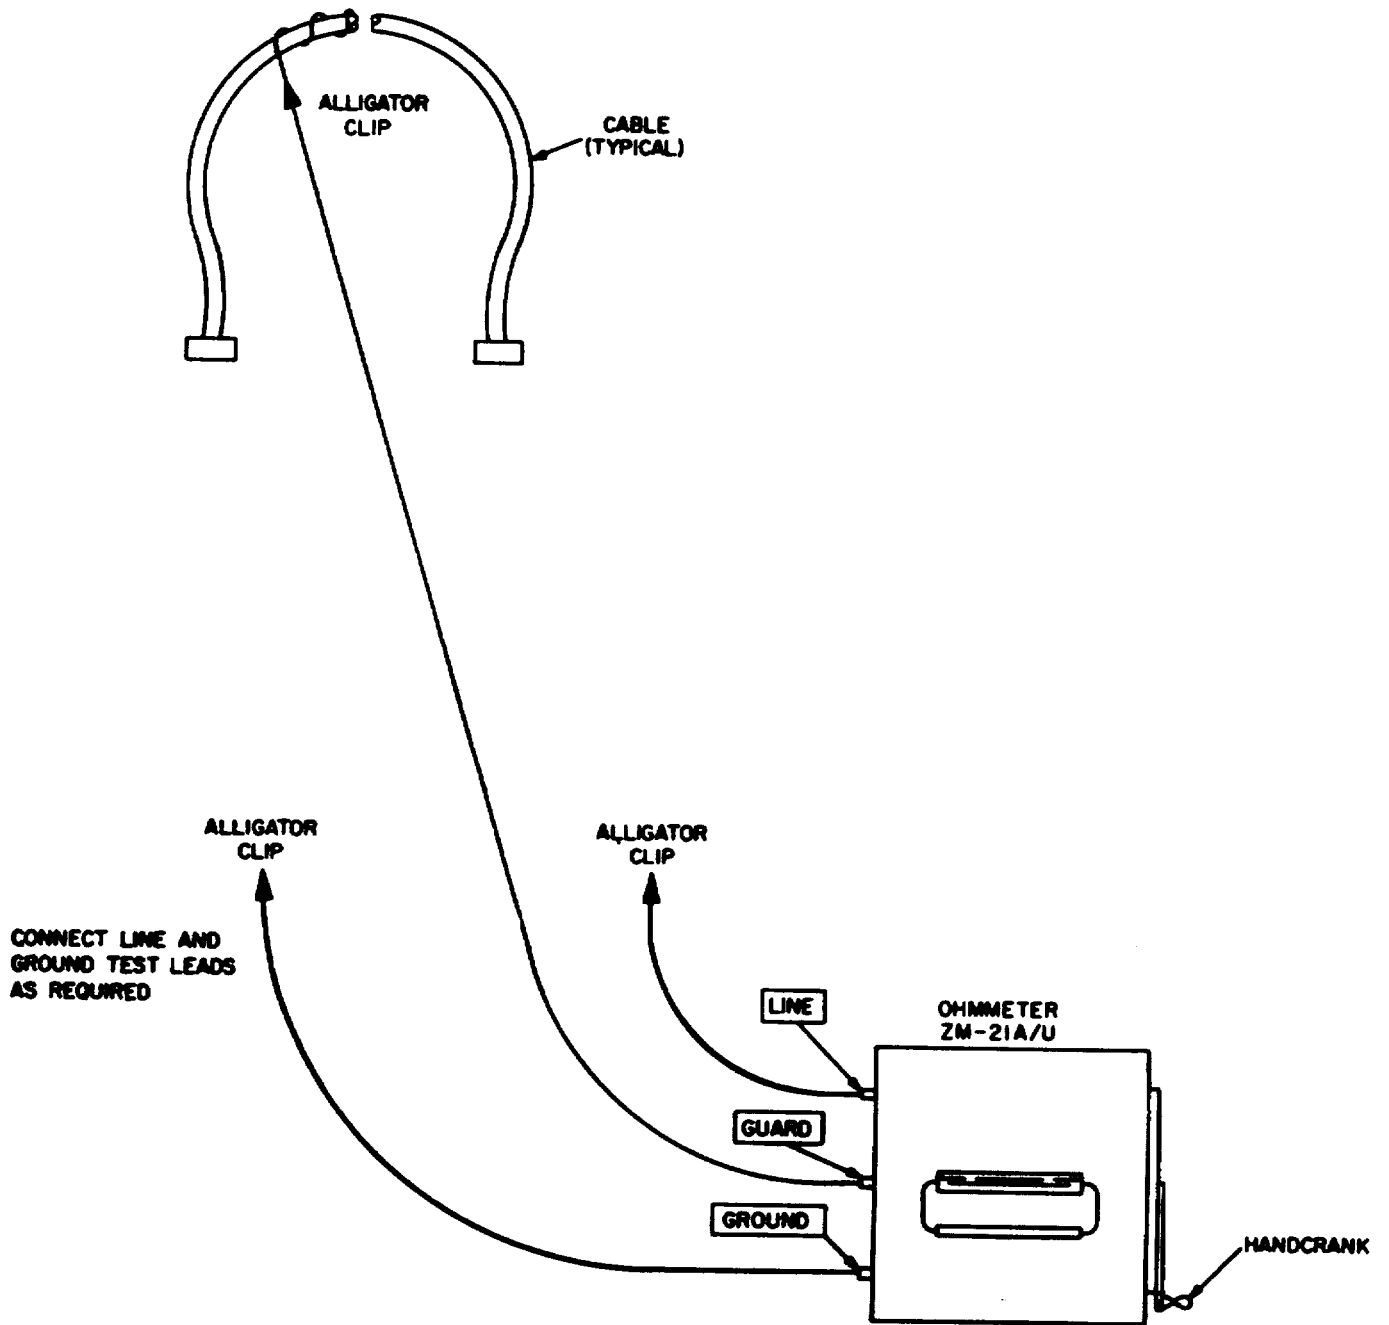 ALLIGATOR
CLIP
CABLE
(TYPICAL)
ALLIGATOR
CLIP
ALLIGATOR
CLIP
CONNECT LINE AND
GROUND TEST LEADS
AS REQUIRED
LINE
OHMMETER
ZM-21A/U
GUARD
GROUND
HANDCRANK